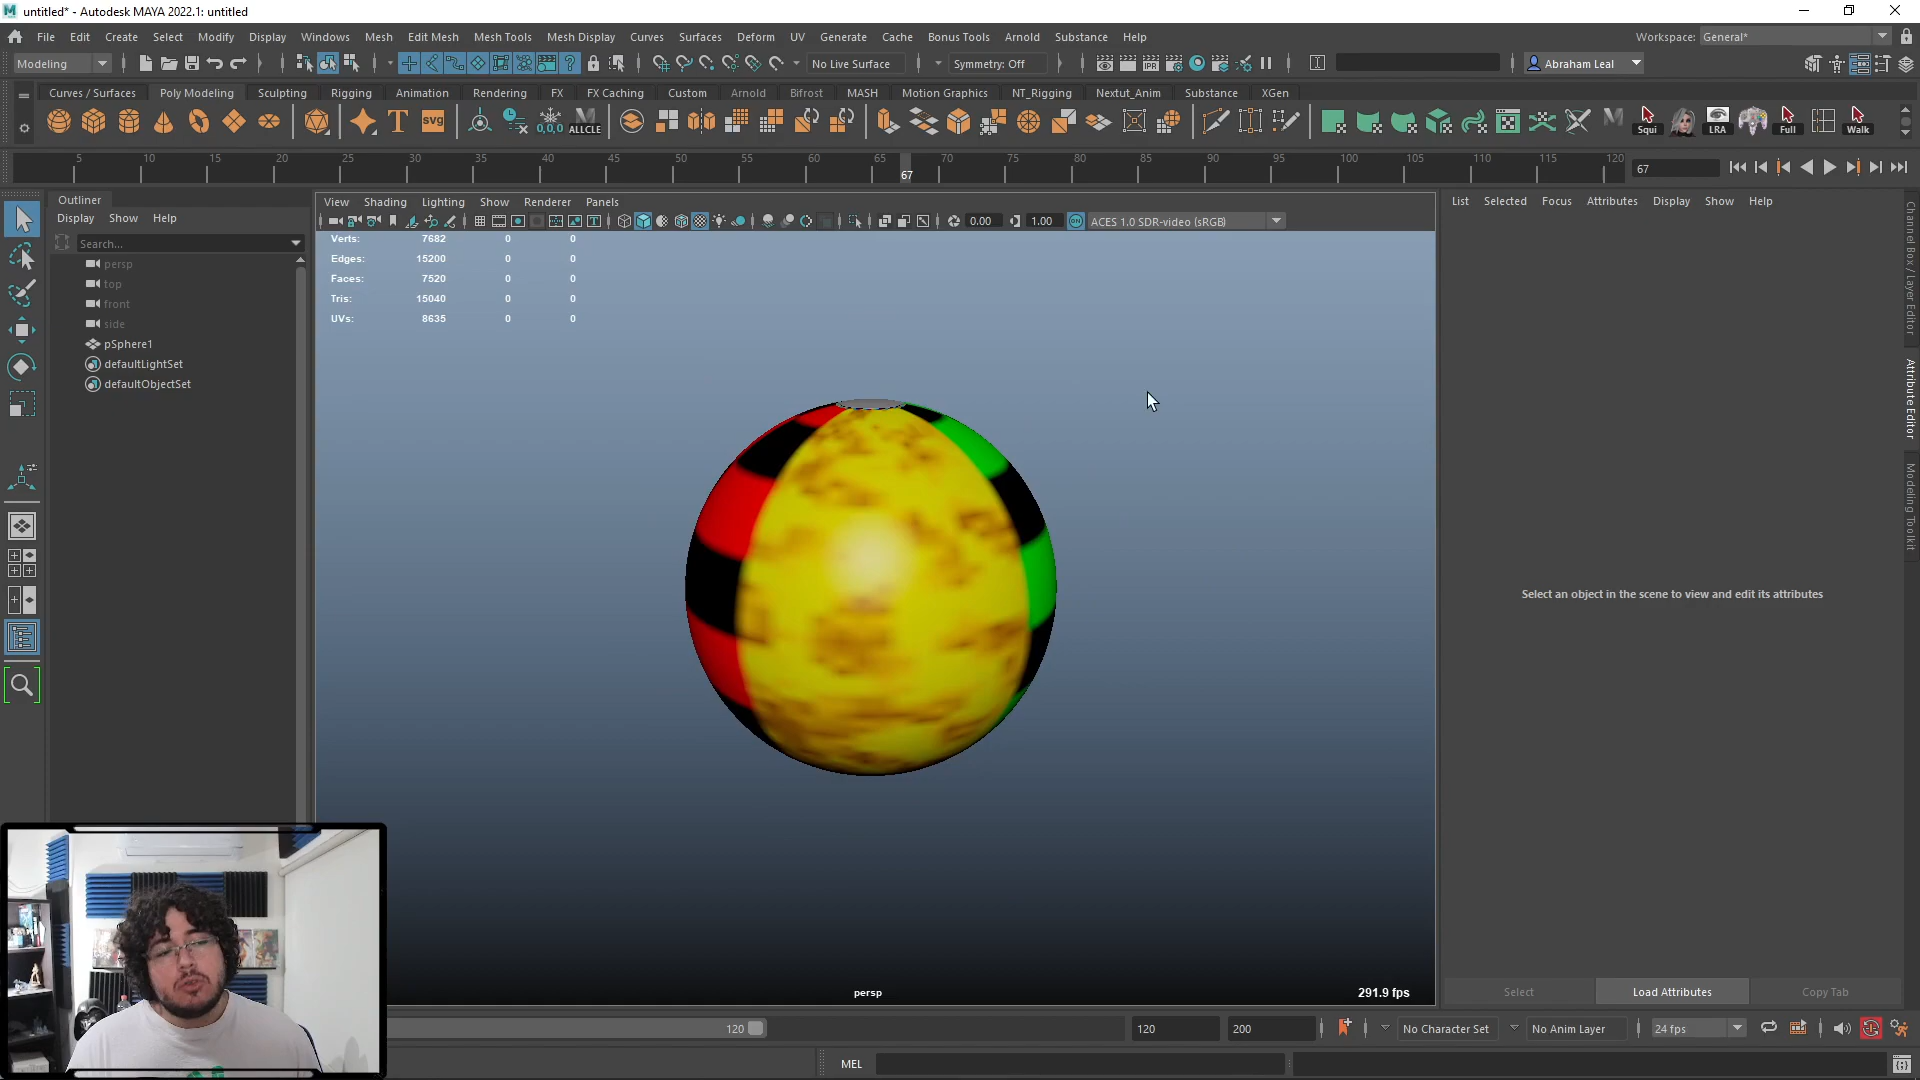 untitled* - Autodesk MAYA 2022.1: untitled
File Edit Create Select Modify Display Windows Mesh Edit Mesh Mesh Tools Mesh Display Curves Surfaces Deform UV Generate Cache Bonus Tools Arnold Substance Help
Workspace: General*
Modeling
No Live Surface
Symmetry: Off
Abraham Leal
Curves / Surfaces Poly Modeling Sculpting Rigging Animation Rendering FX FX Caching Custom Arnold Bifrost MASH Motion Graphics NT_Rigging Nextut_Anim Substance XGen
T svg 0,0,0 ALLCLE Squi LRA Full Walk
5 10 15 20 25 30 35 40 45 50 55 60 65 70 75 80 85 90 95 100 105 110 115 120
67
67
Outliner
Display Show Help
Search...
persp
top
front
side
pSphere1
defaultLightSet
defaultObjectSet
View Shading Lighting Show Renderer Panels
0.00 1.00 ON ACES 1.0 SDR-video (sRGB)
Verts: 7682 0 0
Edges: 15200 0 0
Faces: 7520 0 0
Tris: 15040 0 0
UVs: 8635 0 0
persp
291.9 fps
List Selected Focus Attributes Display Show Help
Select an object in the scene to view and edit its attributes
Select Load Attributes Copy Tab
Channel Box / Layer Editor
Attribute Editor
Modeling Toolkit
120
120
200
No Character Set
No Anim Layer
24 fps
MEL